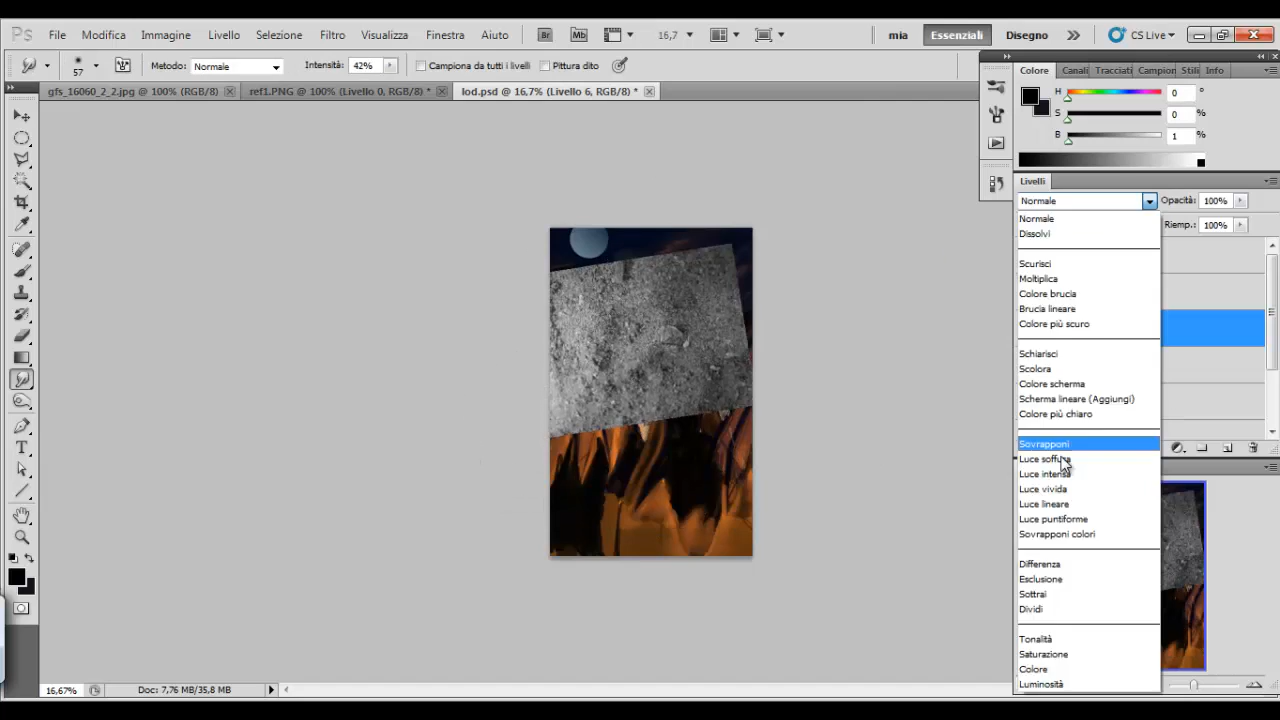 Ps File Modifica Immagine Livello Selezione Filtro Visualizza Finestra Aiuto Br Mb 16,7 mia Essenziali Disegno CS Live
57 Metodo: Normale Intensità: 42% Campiona da tutti i livelli Pittura dito
gfs_16060_2_2.jpg @ 100% (RGB/8) ref1.PNG @ 100% (Livello 0, RGB/8) * lod.psd @ 16,7% (Livello 6, RGB/8) *
Colore Canali Tracciati Campion Stili Info
H 0 °
S 0 %
B 1 %
Livelli
Normale Opacità: 100%
Riemp.: 100%
Normale
Dissolvi
Scurisci
Moltiplica
Colore brucia
Brucia lineare
Colore più scuro
Schiarisci
Scolora
Colore scherma
Scherma lineare (Aggiungi)
Colore più chiaro
Sovrapponi
Luce soffusa
Luce intensa
Luce vivida
Luce lineare
Luce puntiforme
Sovrapponi colori
Differenza
Esclusione
Sottrai
Dividi
Tonalità
Saturazione
Colore
Luminosità
16,67% Doc: 7,76 MB/35,8 MB